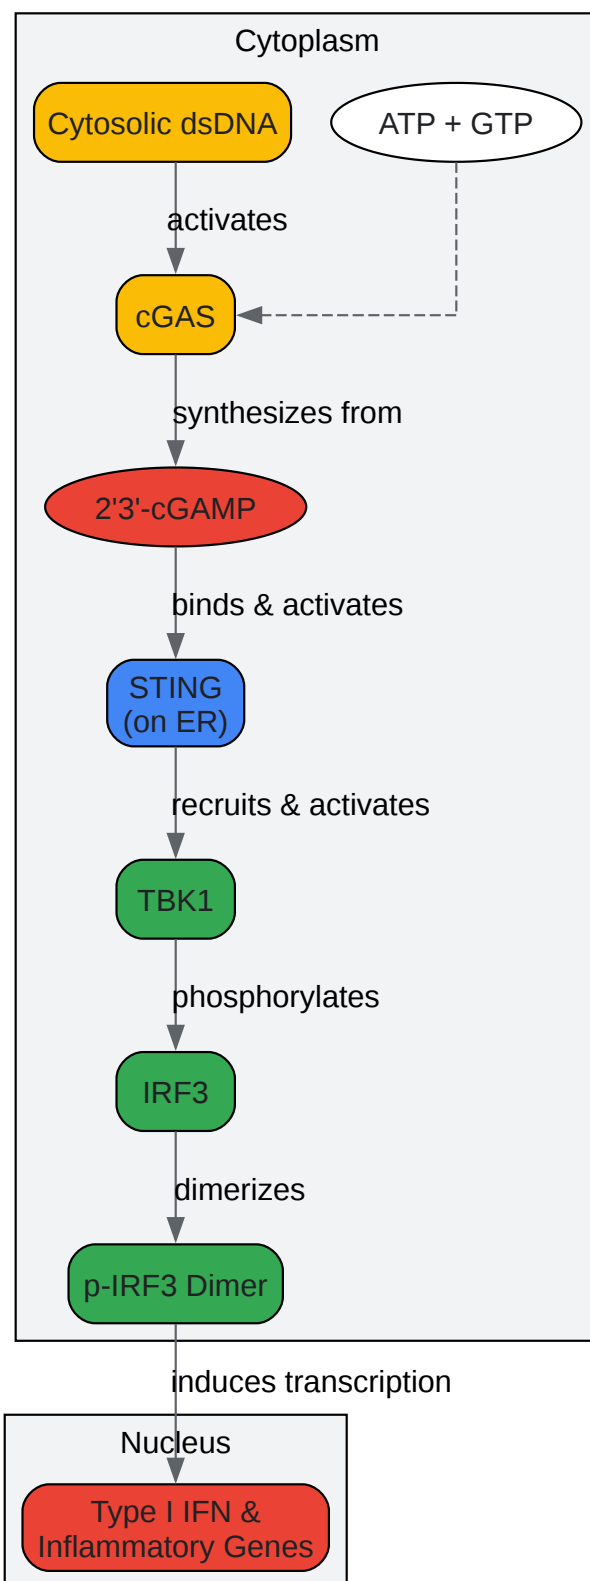 Cytoplasm
Cytosolic dsDNA
ATP + GTP
activates
cGAS
synthesizes from
2'3'-cGAMP
binds & activates
STING
(on ER)
recruits & activates
TBK1
phosphorylates
IRF3
dimerizes
p-IRF3 Dimer
induces transcription
Nucleus
Type I IFN &
Inflammatory Genes